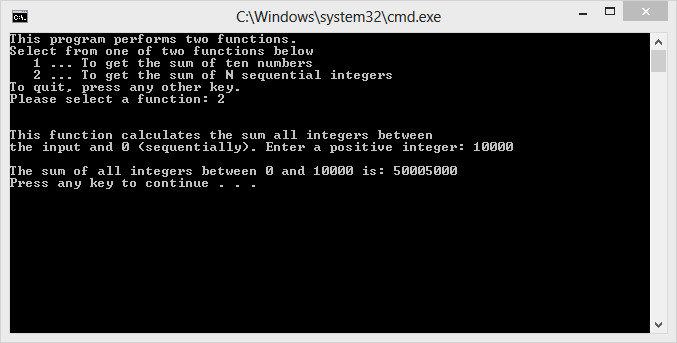 C:\Windows\system32\cmd.exe
This program performs two functions.
Select from one of two functions below
1 ... To get the sum of ten numbers
2 ... To get the sum of N sequential integers
To quit, press any other key.
Please select a function: 2
This function calculates the sum all integers between
the input and 0 (sequentially). Enter a positive integer: 10000
The sum of all integers between 0 and 10000 is: 50005000
Press any key to continue . . .